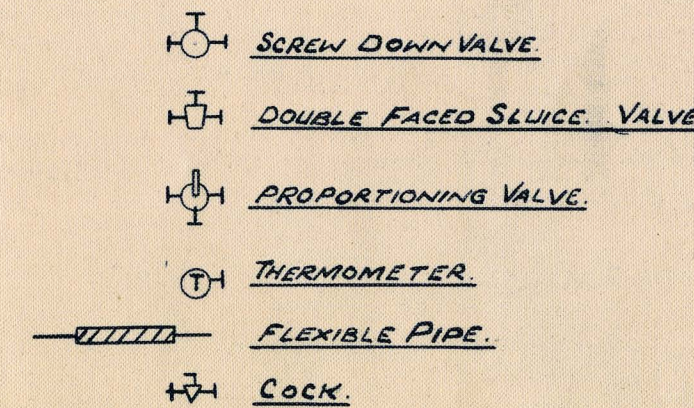 SCREW DOWN VALVE.
DOUBLE FACED SLUICE. VALVE
PROPORTIONING VALVE.
T THERMOMETER.
FLEXIBLE PIPE.
COCK.